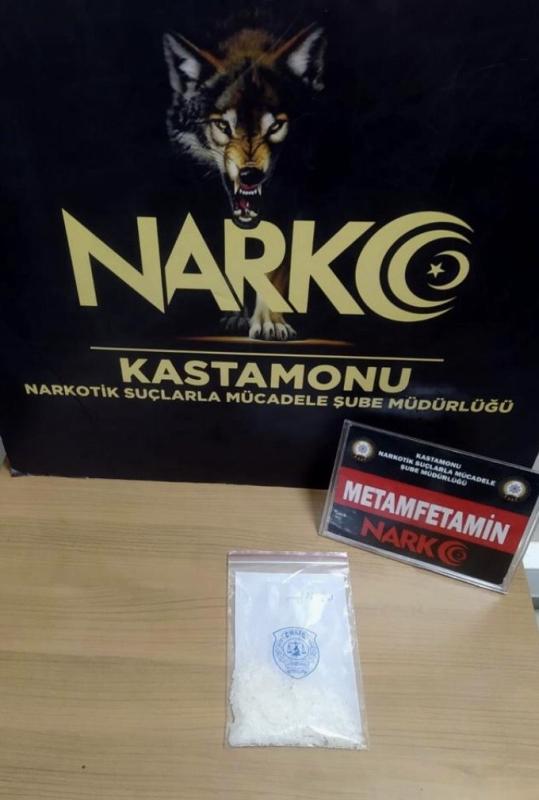 NARKO
KASTAMONU
NARKOTİK SUÇLARLA MÜCADELE ŞUBE MÜDÜRLÜĞÜ
KASTAMONU
NARKOTİK SUÇLARLA MÜCADELE
ŞUBE MÜDÜRLÜĞÜ
METAMFETAMİN
NARKO